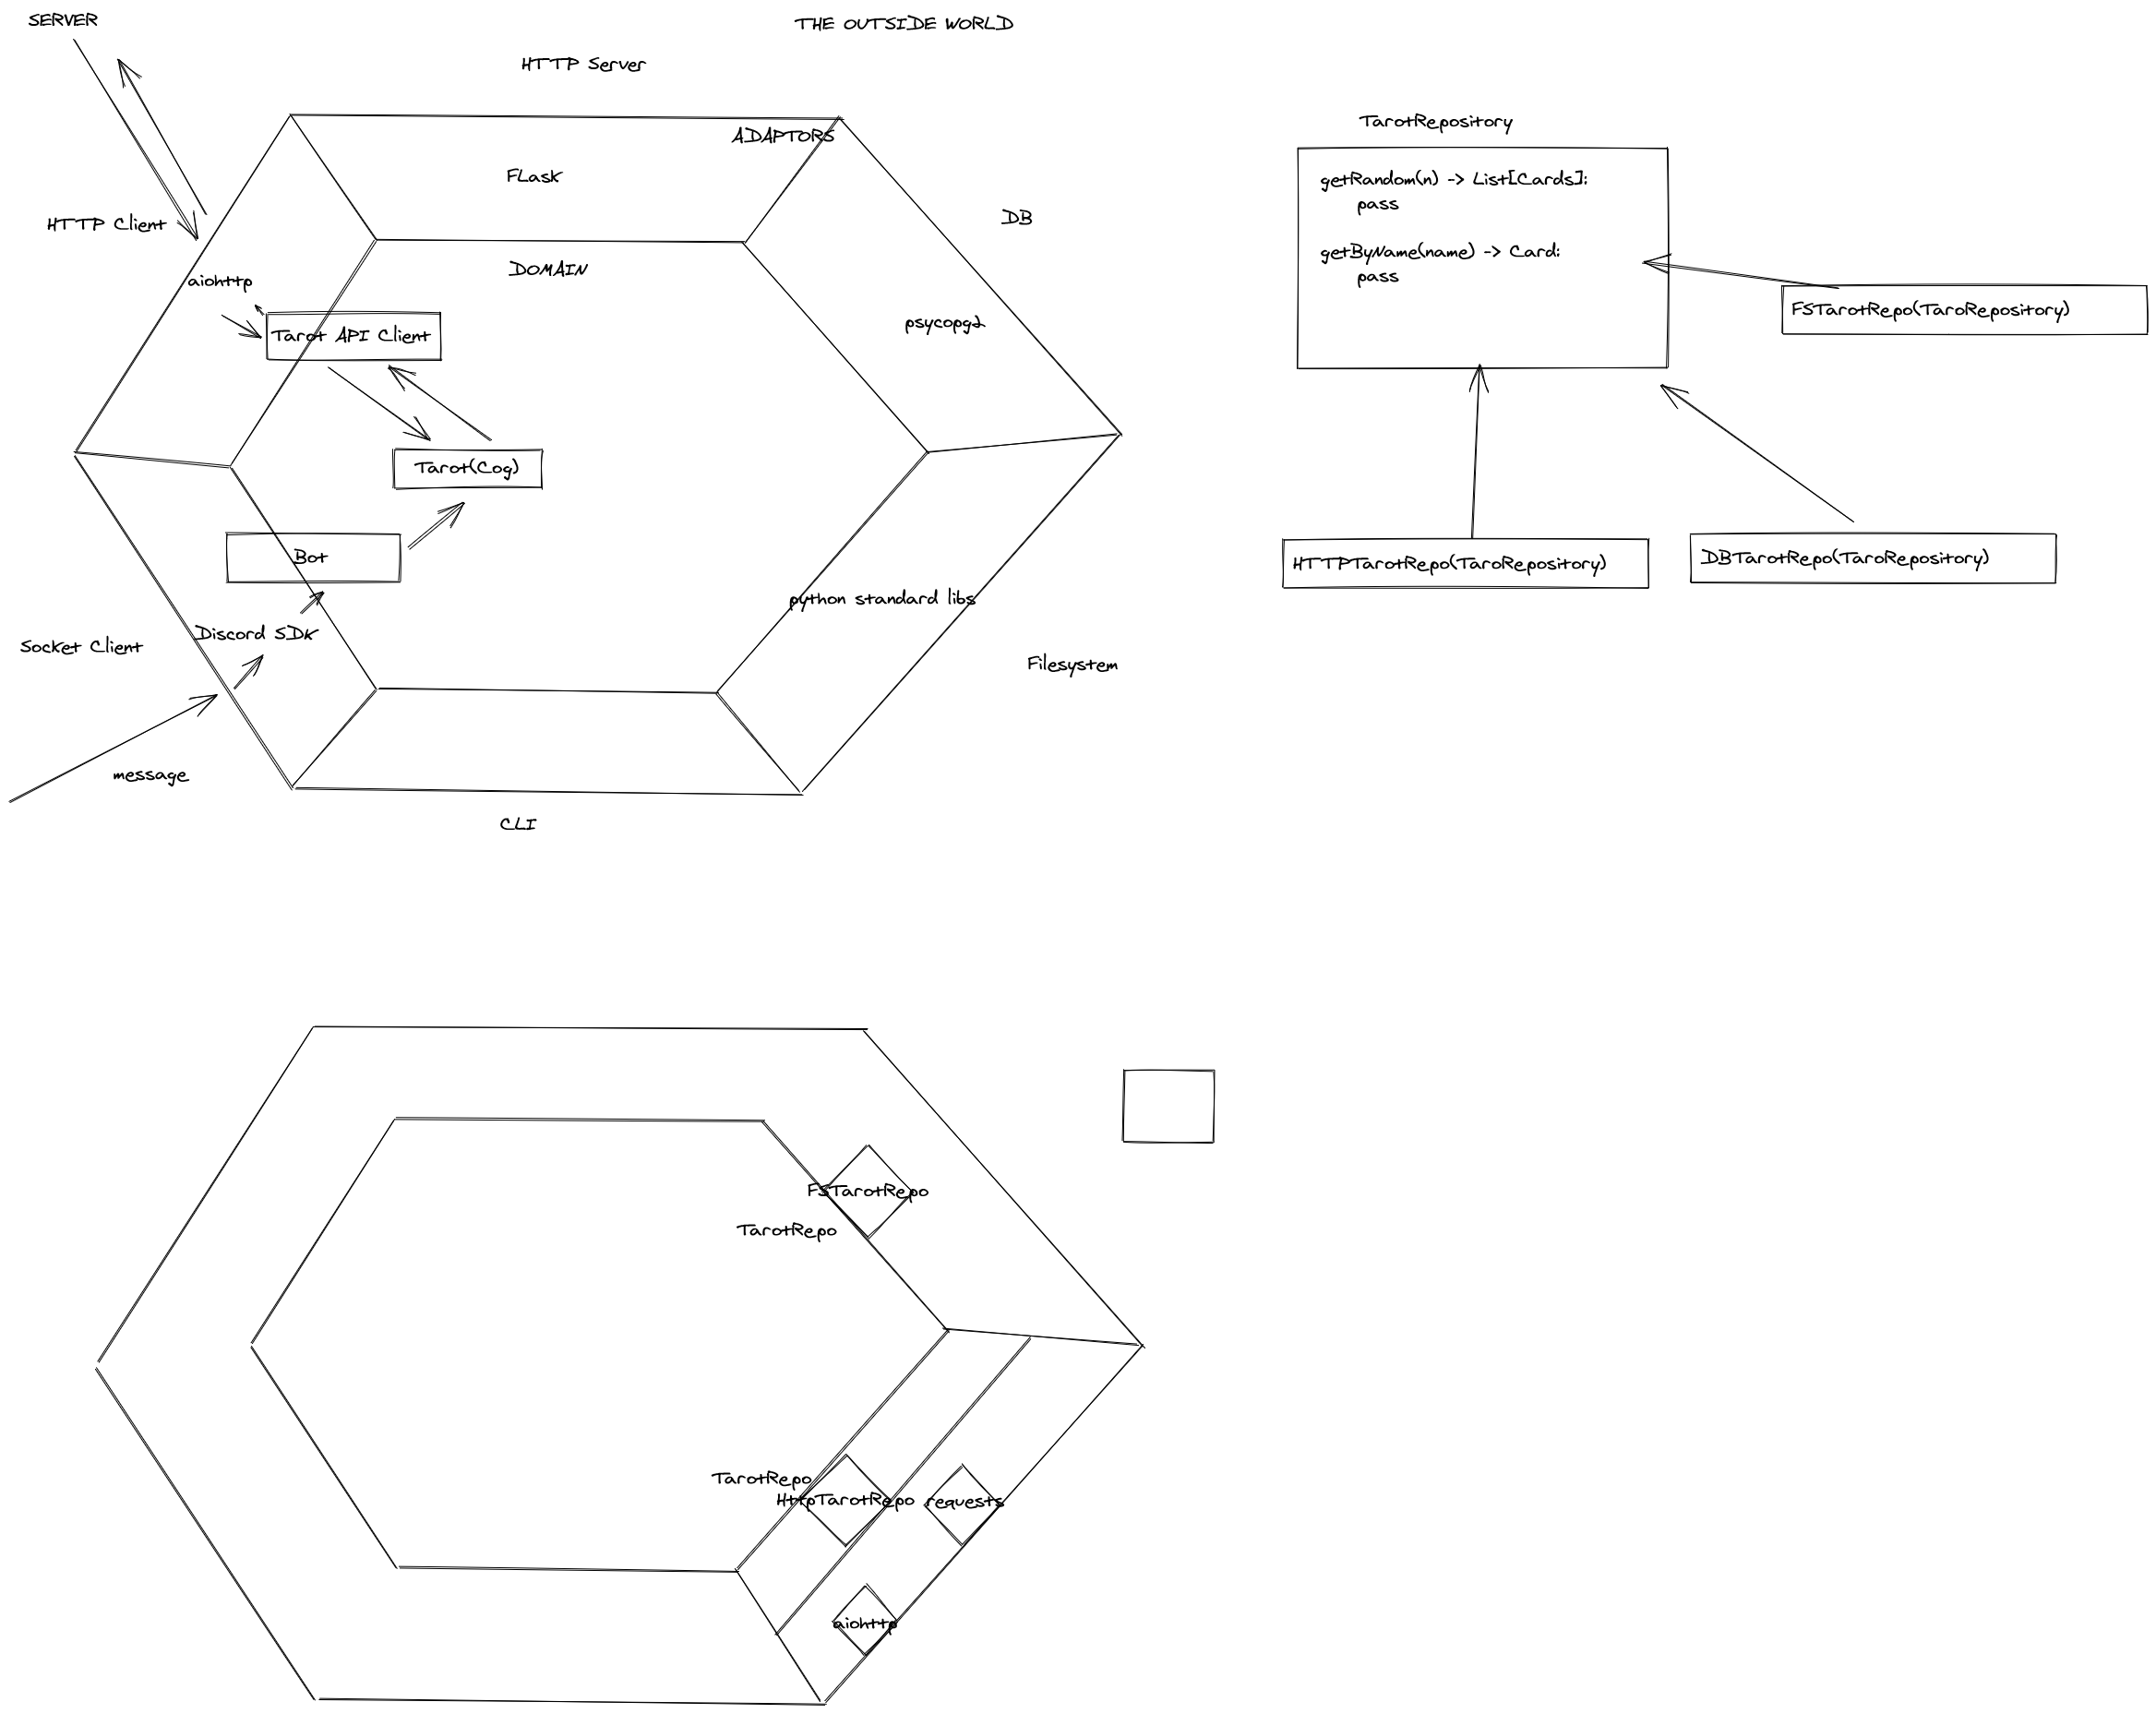 SERVER
THE OUTSIDE WORLD
HTTP Server
TarotRepository
ADAPTORS
FLask
getRandom(n) -> List[Cards]:
pass
getByName(name) -> Card:
pass
HTTP Client
DB
DOMAIN
aiohttp
FSTarotRepo(TaroRepository)
psycopg2
Tarot API Client
Tarot(Cog)
Bot
HTTPTarotRepo(TaroRepository)
DBTarotRepo(TaroRepository)
python standard libs
Discord SDK
Socket Client
Filesystem
message
CLI
FSTarotRepo
TarotRepo
TarotRepo
HttpTarotRepo
requests
aiohttp